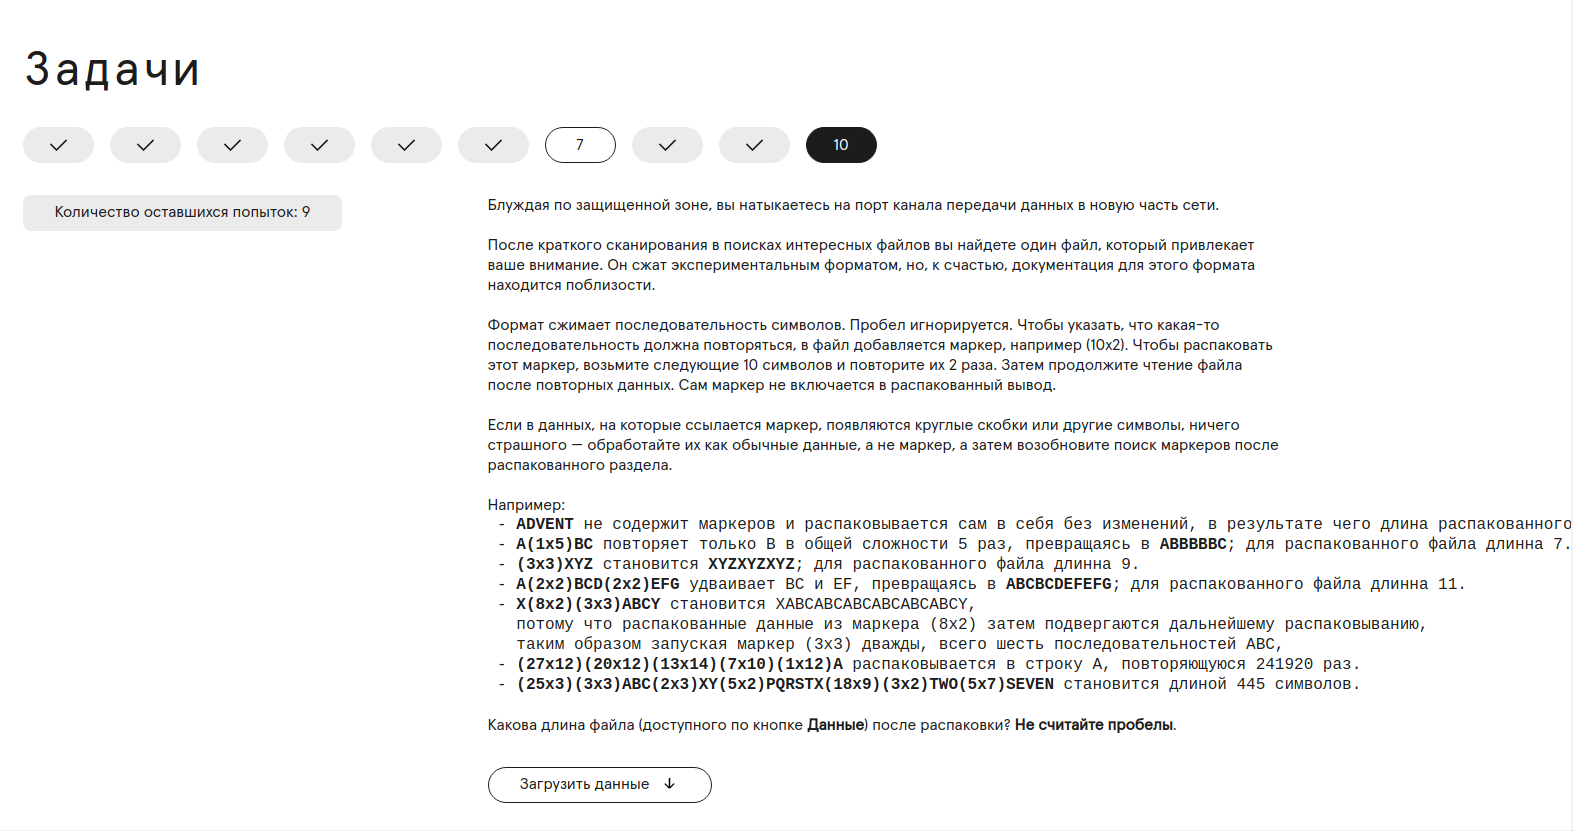 Задачи
7
10
Количество оставшихся попыток: 9
Блуждая по защищенной зоне, вы натыкаетесь на порт канала передачи данных в новую часть сети.
После краткого сканирования в поисках интересных файлов вы найдете один файл, который привлекает
ваше внимание. Он сжат экспериментальным форматом, но, к счастью, документация для этого формата
находится поблизости.
Формат сжимает последовательность символов. Пробел игнорируется. Чтобы указать, что какая-то
последовательность должна повторяться, в файл добавляется маркер, например (10x2). Чтобы распаковать
этот маркер, возьмите следующие 10 символов и повторите их 2 раза. Затем продолжите чтение файла
после повторных данных. Сам маркер не включается в распакованный вывод.
Если в данных, на которые ссылается маркер, появляются круглые скобки или другие символы, ничего
страшного — обработайте их как обычные данные, а не маркер, а затем возобновите поиск маркеров после
распакованного раздела.
Например:
- ADVENT не содержит маркеров и распаковывается сам в себя без изменений, в результате чего длина распакованного
- A(1x5)BC повторяет только B в общей сложности 5 раз, превращаясь в ABBBBBC; для распакованного файла длинна 7.
- (3x3)XYZ становится XYZXYZXYZ; для распакованного файла длинна 9.
- A(2x2)BCD(2x2)EFG удваивает BC и EF, превращаясь в ABCBCDEFEFG; для распакованного файла длинна 11.
- X(8x2)(3x3)ABCY становится XABCABCABCABCABCABCY,
потому что распакованные данные из маркера (8x2) затем подвергаются дальнейшему распаковыванию,
таким образом запуская маркер (3x3) дважды, всего шесть последовательностей ABC,
- (27x12)(20x12)(13x14)(7x10)(1x12)A распаковывается в строку A, повторяющуюся 241920 раз.
- (25x3)(3x3)ABC(2x3)XY(5x2)PQRSTX(18x9)(3x2)TWO(5x7)SEVEN становится длиной 445 символов.
Какова длина файла (доступного по кнопке Данные) после распаковки? Не считайте пробелы.
Загрузить данные